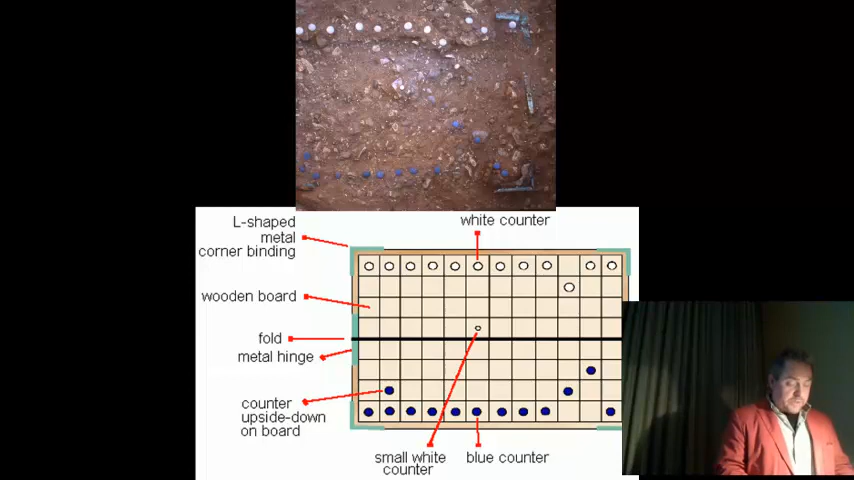 L-shaped
metal
corner binding
white counter
wooden board
fold
metal hinge
counter
upside-down
on board
small white
counter
blue counter